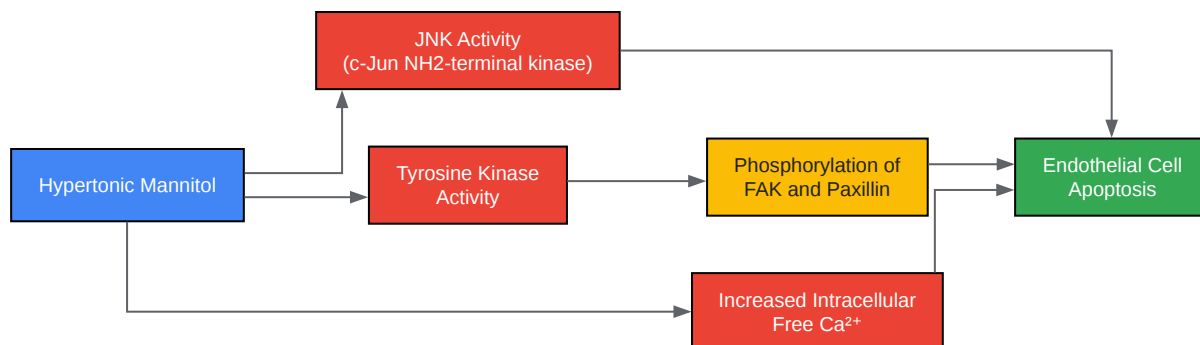 JNK Activity
(c-Jun NH2-terminal kinase)
Hypertonic Mannitol
Tyrosine Kinase
Activity
Phosphorylation of
FAK and Paxillin
Endothelial Cell
Apoptosis
Increased Intracellular
Free Ca²⁺